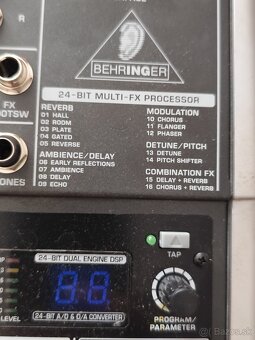 R
BEHRINGER
24-BIT MULTI-FX PROCESSOR
FX
FOOTSW
PHONES
REVERB
01 HALL
02 ROOM
03 PLATE
04 GATED
05 REVERSE
AMBIENCE/DELAY
06 EARLY REFLECTIONS
07 AMBIENCE
08 DELAY
09 ECHO
MODULATION
10 CHORUS
11 FLANGER
12 PHASER
DETUNE/PITCH
13 DETUNE
14 PITCH SHIFTER
COMBINATION FX
15 DELAY + REVERB
16 CHORUS + REVERB
24-BIT DUAL ENGINE DSP
TAP
LEVEL
24-BIT A/D & D/A CONVERTER
PROGRAM/
PARAMETER
bazos.sk